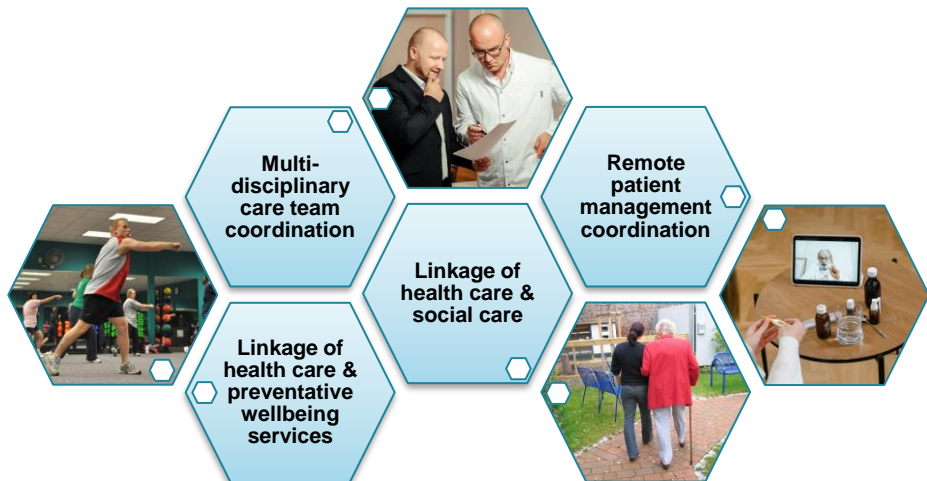 Multi-
disciplinary
care team
coordination
Remote
patient
management
coordination
Linkage of
health care &
social care
Linkage of
health care &
preventative
wellbeing
services